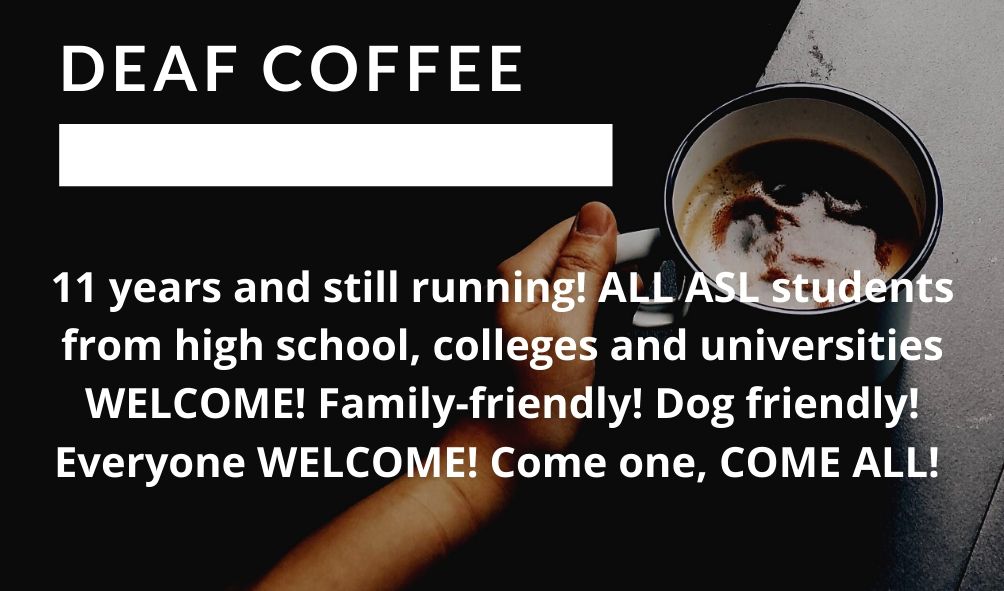 DEAF COFFEE
11 years and still running! ALL ASL students
from high school, colleges and universities
WELCOME! Family-friendly! Dog friendly!
Everyone WELCOME! Come one, COME ALL!